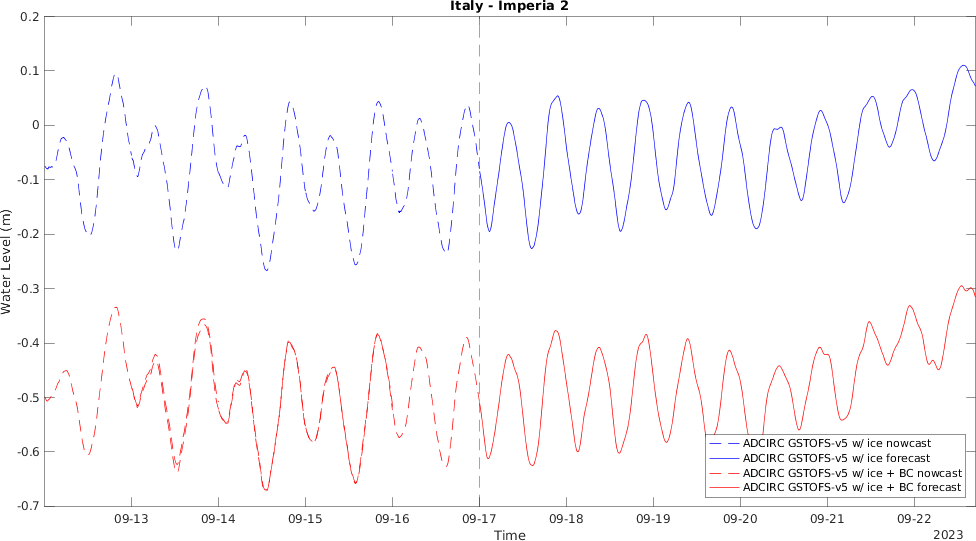 Italy - Imperia 2
0.2
0.1
0
-0.1
-0.2
-0.3
-0.4
-0.5
-0.6
-0.7
Water Level (m)
ADCIRC GSTOFS-v5 w/ ice nowcast
ADCIRC GSTOFS-v5 w/ ice forecast
ADCIRC GSTOFS-v5 w/ ice + BC nowcast
ADCIRC GSTOFS-v5 w/ ice + BC forecast
09-13 09-14 09-15 09-16 09-17 09-18 09-19 09-20 09-21 09-22
Time
2023